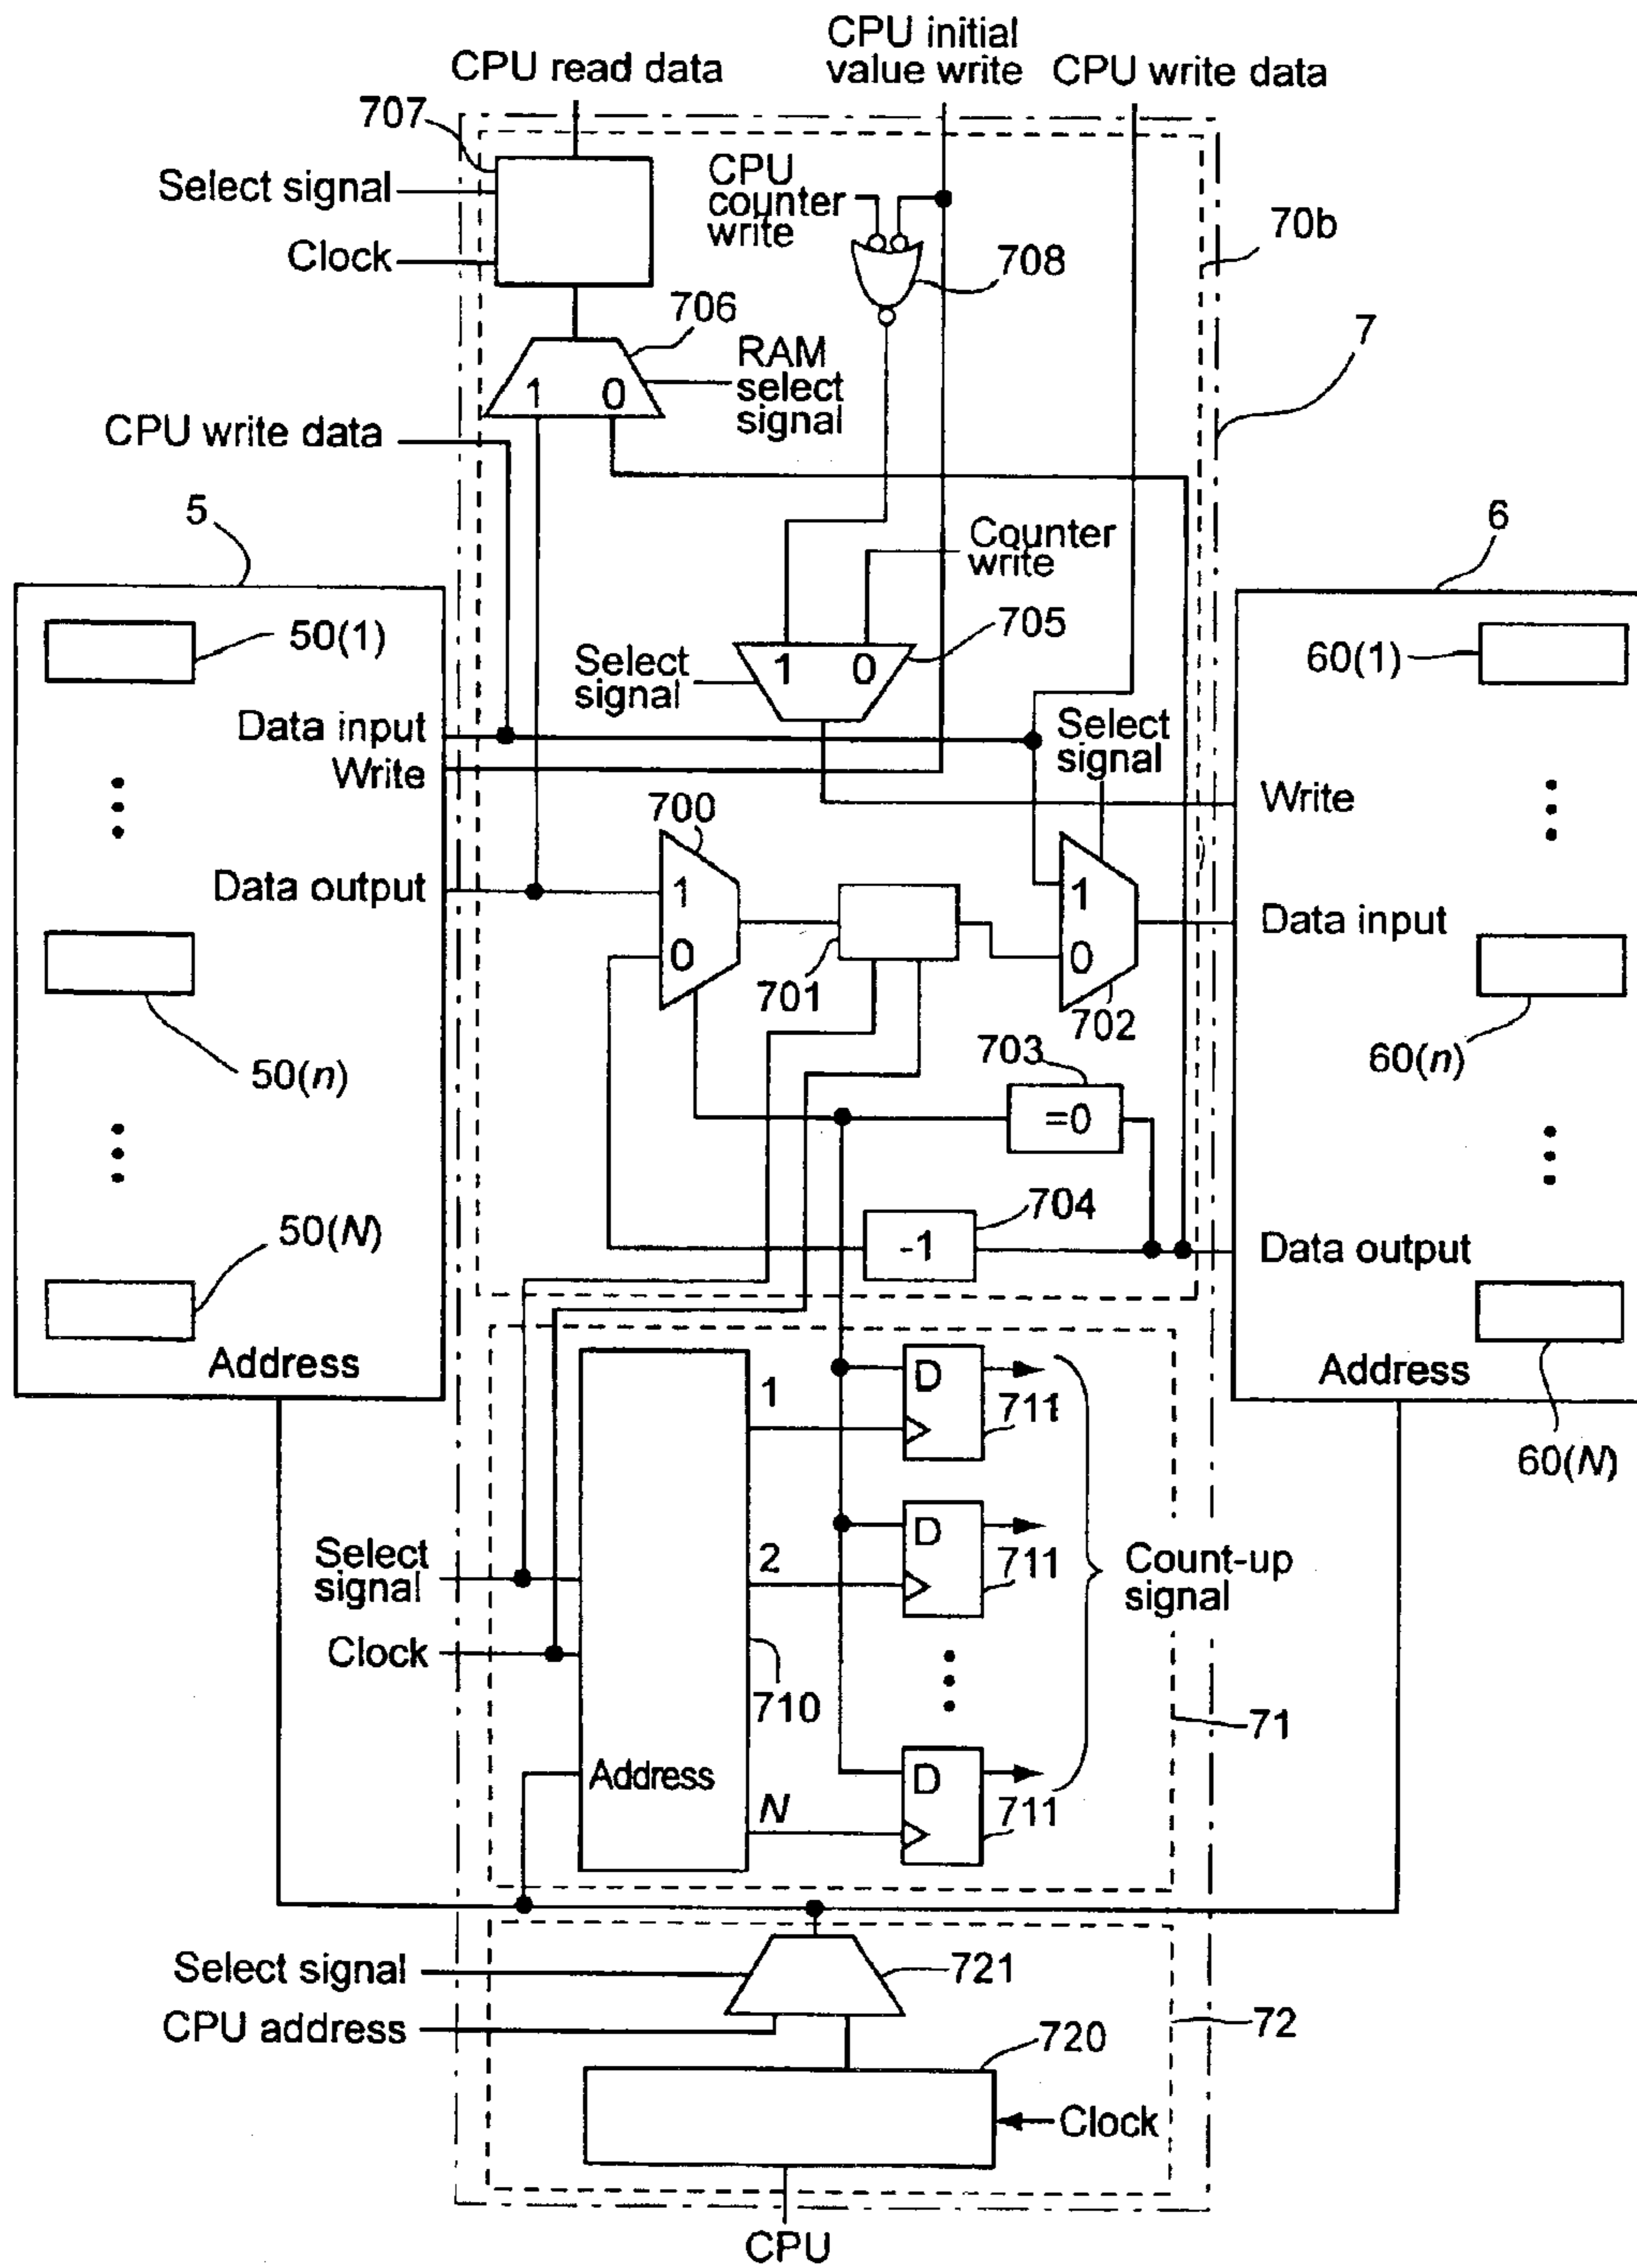 CPU read data
CPU initial
value write
CPU write data
707
Select signal
Clock
CPU
counter
write
708
70b
706
RAM
select
signal
1
0
7
CPU write data
5
Counter
write
6
50(1)
705
1
0
Select
signal
60(1)
Data input
Write
Select
signal
Write
700
Data output
1
0
701
1
0
702
Data input
50(n)
703
=0
60(n)
704
-1
50(N)
Data output
Address
1
D
711
Address
60(N)
2
D
711
Select
signal
Count-up
signal
Clock
710
71
Address
N
D
711
Select signal
721
CPU address
72
720
Clock
CPU